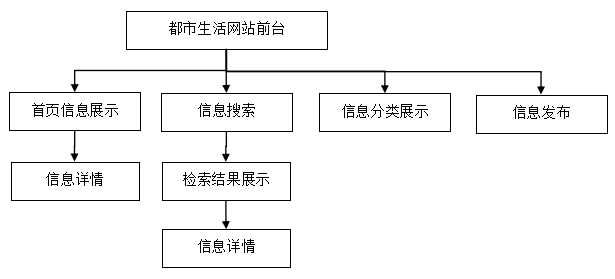 都市生活网站前台
首页信息展示
信息搜索
信息分类展示
信息发布
信息详情
检索结果展示
信息详情